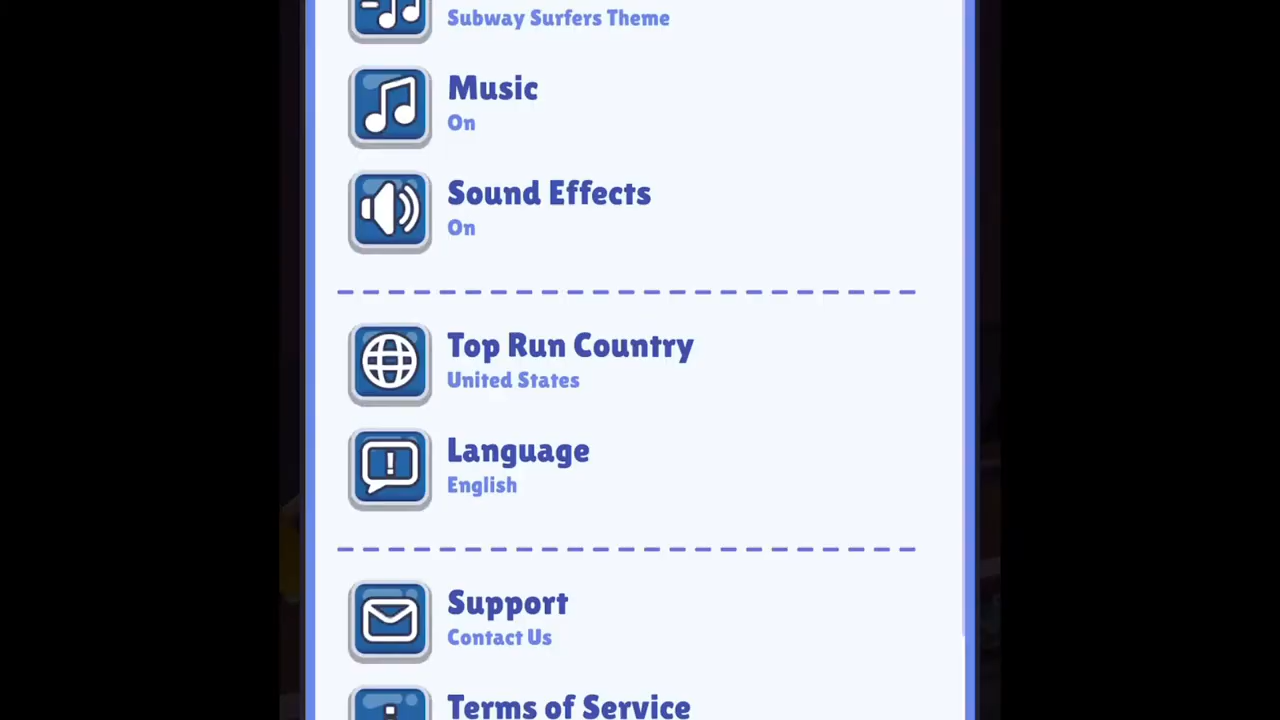 Subway Surfers Theme
Music
On
Sound Effects
On
Top Run Country
United States
Language
English
Support
Contact Us
Terms of Service